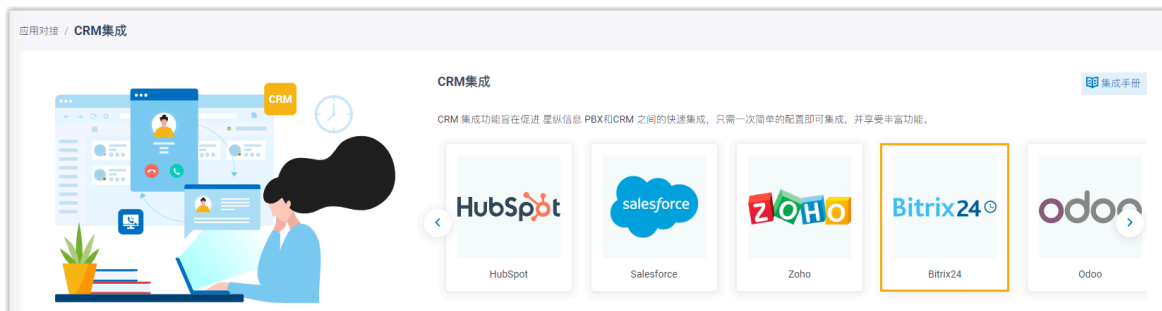 应用对接 / CRM集成
CRM集成
集成手册
CRM
CRM 集成功能旨在促进 星纵信息 PBX和CRM 之间的快速集成，只需一次简单的配置即可集成，并享受丰富功能。
HubSpot
salesforce
ZOHO
Bitrix24
odoo
HubSpot
Salesforce
Zoho
Bitrix24
Odoo